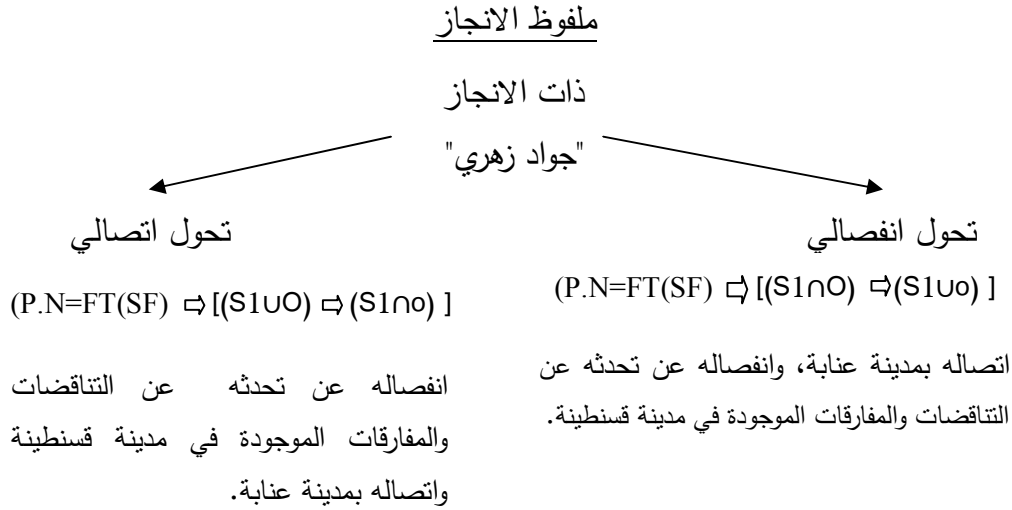 ملفوظ الانجاز
ذات الانجاز
"جواد زهري"
تحول انفصالي
(P.N=FT(SF) ⇨ [(S1∩O) ⇨(S1∪o) ]
اتصاله بمدينة عنابة، وانفصاله عن تحدثه عن
التناقضات والمفارقات الموجودة في مدينة قسنطينة.
تحول اتصالي
(P.N=FT(SF) ⇨[(S1∪O) ⇨ (S1∩o) ]
انفصاله عن تحدثه عن التناقضات
والمفارقات الموجودة في مدينة قسنطينة
واتصاله بمدينة عنابة.